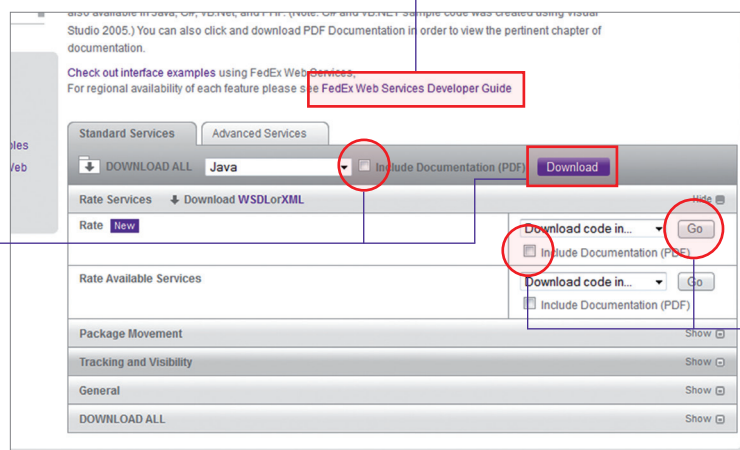 also available in Java, C#, VB.Net, and PHP. (Note: C# and VB.NET sample code was created using Visual
Studio 2005.) You can also click and download PDF Documentation in order to view the pertinent chapter of
documentation.
Check out interface examples using FedEx Web Services;
For regional availability of each feature please see FedEx Web Services Developer Guide
Standard Services Advanced Services
DOWNLOAD ALL Java Include Documentation (PDF) Download
Rate Services Download WSDLorXML Hide
Rate New Download code in... Go
Include Documentation (PDF)
Rate Available Services Download code in... Go
Include Documentation (PDF)
Package Movement Show
Tracking and Visibility Show
General Show
DOWNLOAD ALL Show